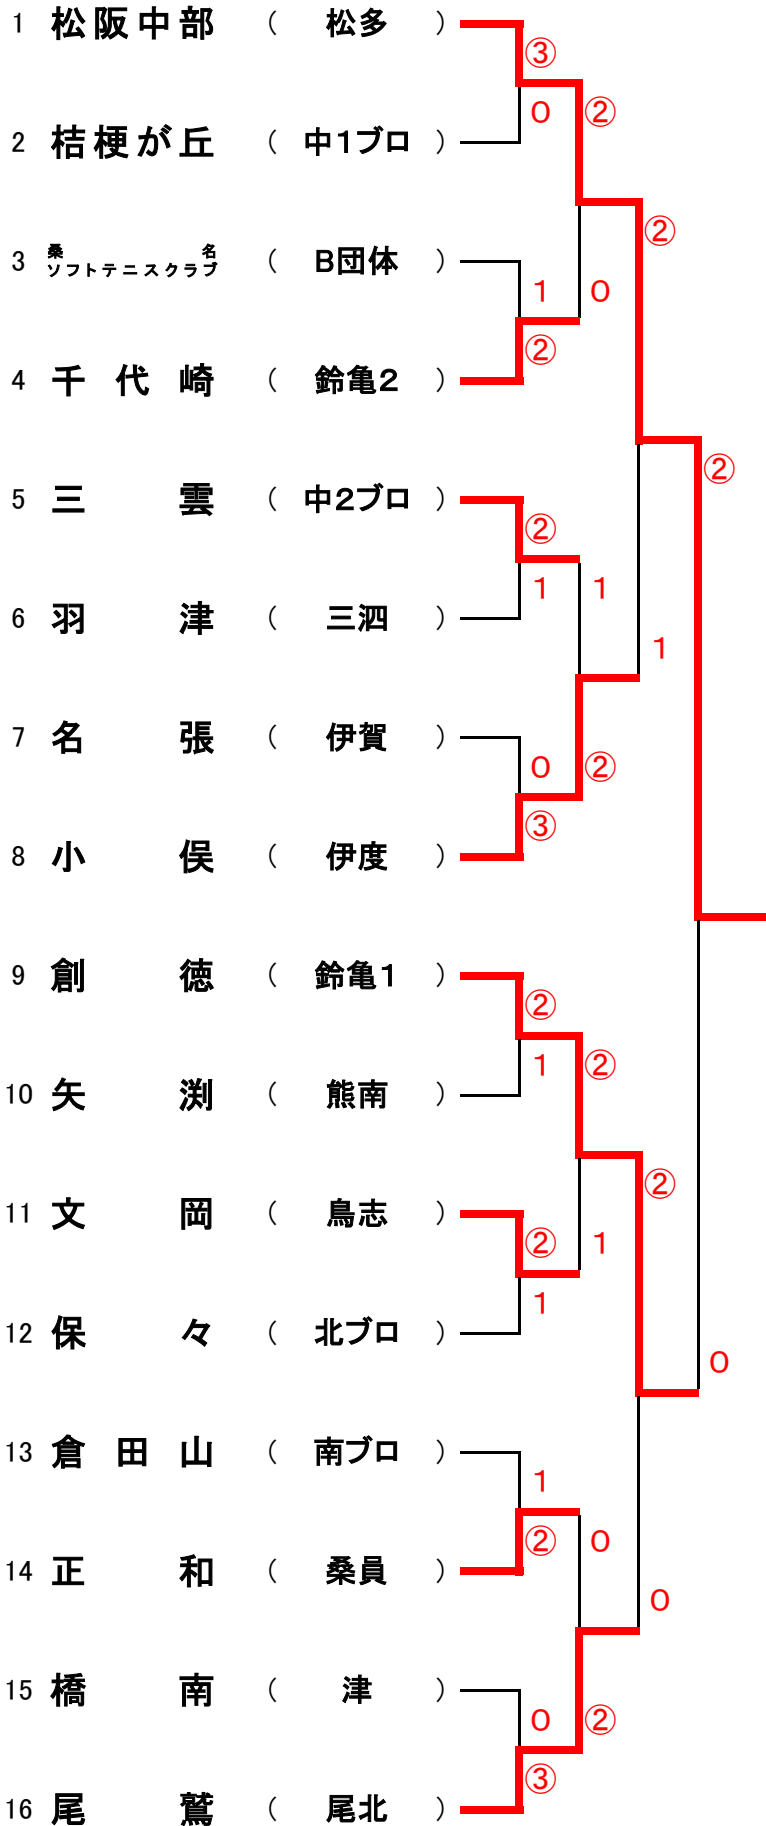 1 松阪中部 （ 松多 ）
③
0 ②
2 桔梗が丘 （ 中1ブロ ）
②
3 桑名ソフトテニスクラブ （ B団体 ）
1 0
②
4 千代崎 （ 鈴亀2 ）
②
5 三雲 （ 中2ブロ ）
②
1 1
6 羽津 （ 三泗 ）
1
7 名張 （ 伊賀 ）
0 ②
③
8 小俣 （ 伊度 ）
9 創徳 （ 鈴亀1 ）
②
1 ②
10 矢渕 （ 熊南 ）
②
11 文岡 （ 鳥志 ）
② 1
1
12 保々 （ 北ブロ ）
0
13 倉田山 （ 南ブロ ）
1
② 0
14 正和 （ 桑員 ）
0
15 橋南 （ 津 ）
0 ②
③
16 尾鷲 （ 尾北 ）